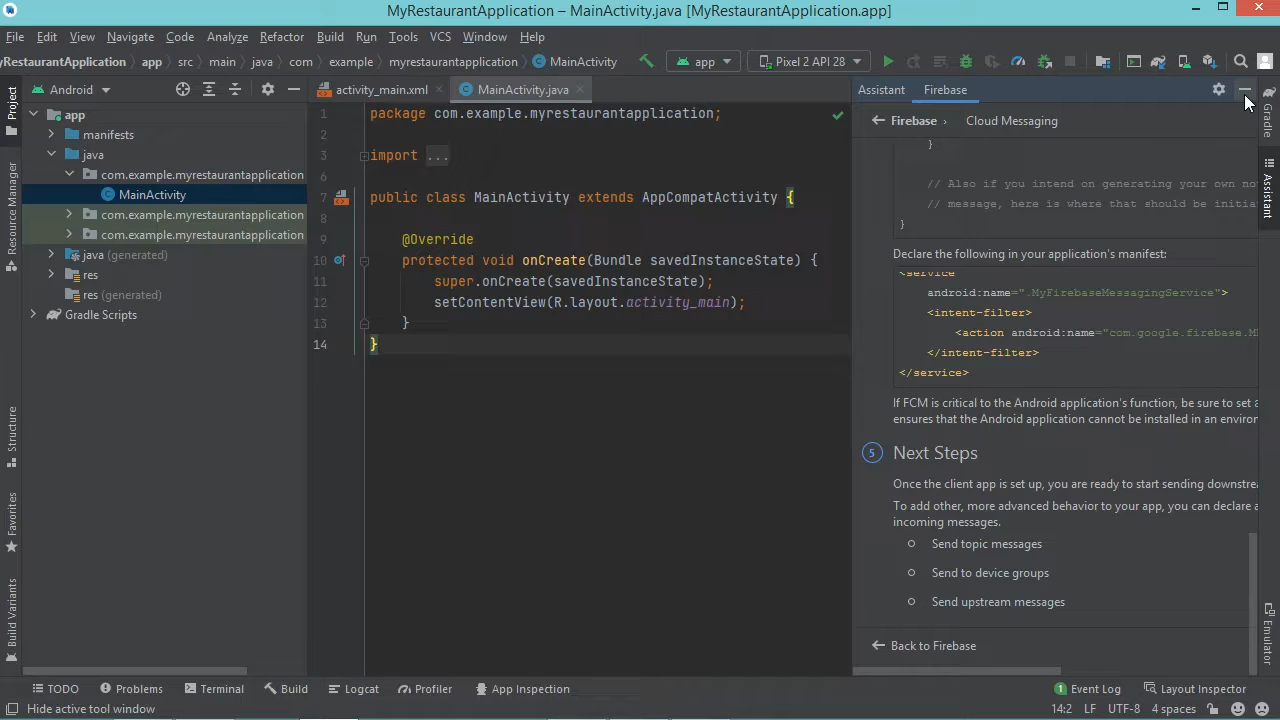 MyRestaurantApplication – MainActivity.java [MyRestaurantApplication.app]
File Edit View Navigate Code Analyze Refactor Build Run Tools VCS Window Help
yRestaurantApplication › app › src › main › java › com › example › myrestaurantapplication › MainActivity app Pixel 2 API 28
Project
Resource Manager
Structure
Favorites
Build Variants
Android
app
manifests
java
com.example.myrestaurantapplication
MainActivity
com.example.myrestaurantapplication
com.example.myrestaurantapplication
java (generated)
res
res (generated)
Gradle Scripts
activity_main.xml MainActivity.java
1 package com.example.myrestaurantapplication;
2
3 import ...
6
7 public class MainActivity extends AppCompatActivity {
8
9 @Override
10 protected void onCreate(Bundle savedInstanceState) {
11 super.onCreate(savedInstanceState);
12 setContentView(R.layout.activity_main);
13 }
14 }
Assistant Firebase
Firebase › Cloud Messaging
}
// Also if you intend on generating your own no
// message, here is where that should be initia
}
Declare the following in your application's manifest:
<service
android:name=".MyFirebaseMessagingService">
<intent-filter>
<action android:name="com.google.firebase.M
</intent-filter>
</service>
If FCM is critical to the Android application's function, be sure to set a
ensures that the Android application cannot be installed in an environ
5 Next Steps
Once the client app is set up, you are ready to start sending downstrea
To add other, more advanced behavior to your app, you can declare a
incoming messages.
Send topic messages
Send to device groups
Send upstream messages
Back to Firebase
Gradle
Assistant
Emulator
TODO Problems Terminal Build Logcat Profiler App Inspection 1 Event Log Layout Inspector
Hide active tool window 14:2 LF UTF-8 4 spaces